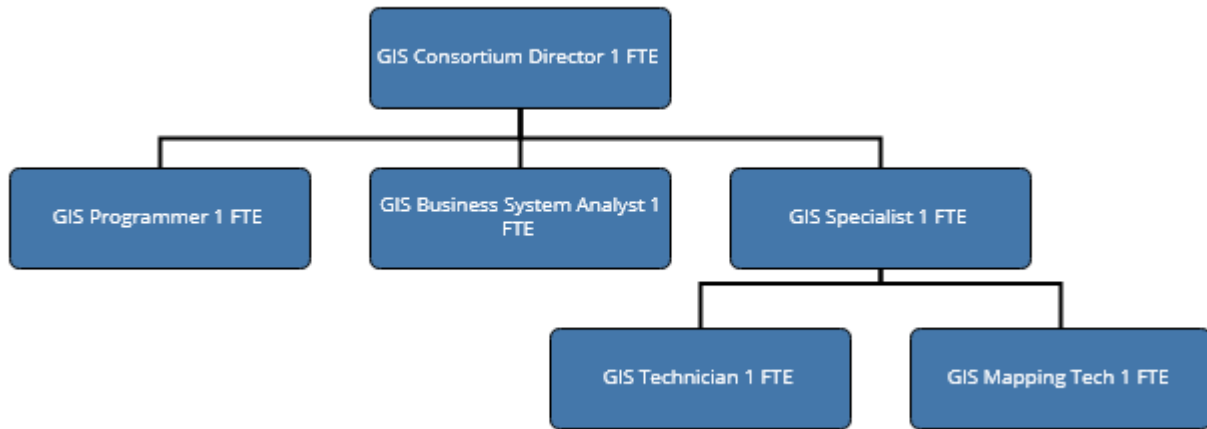 GIS Consortium Director 1 FTE
GIS Programmer 1 FTE
GIS Business System Analyst 1
FTE
GIS Specialist 1 FTE
GIS Technician 1 FTE
GIS Mapping Tech 1 FTE